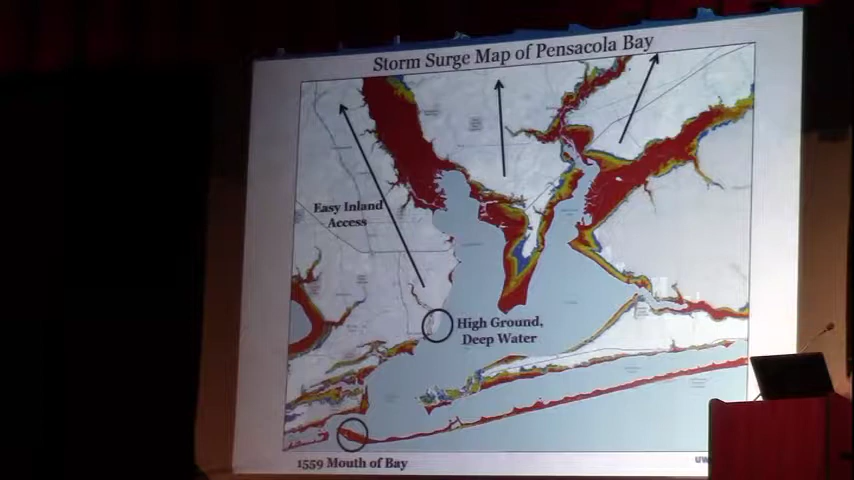 Storm Surge Map of Pensacola Bay
Easy Inland
Access
High Ground,
Deep Water
1559 Mouth of Bay